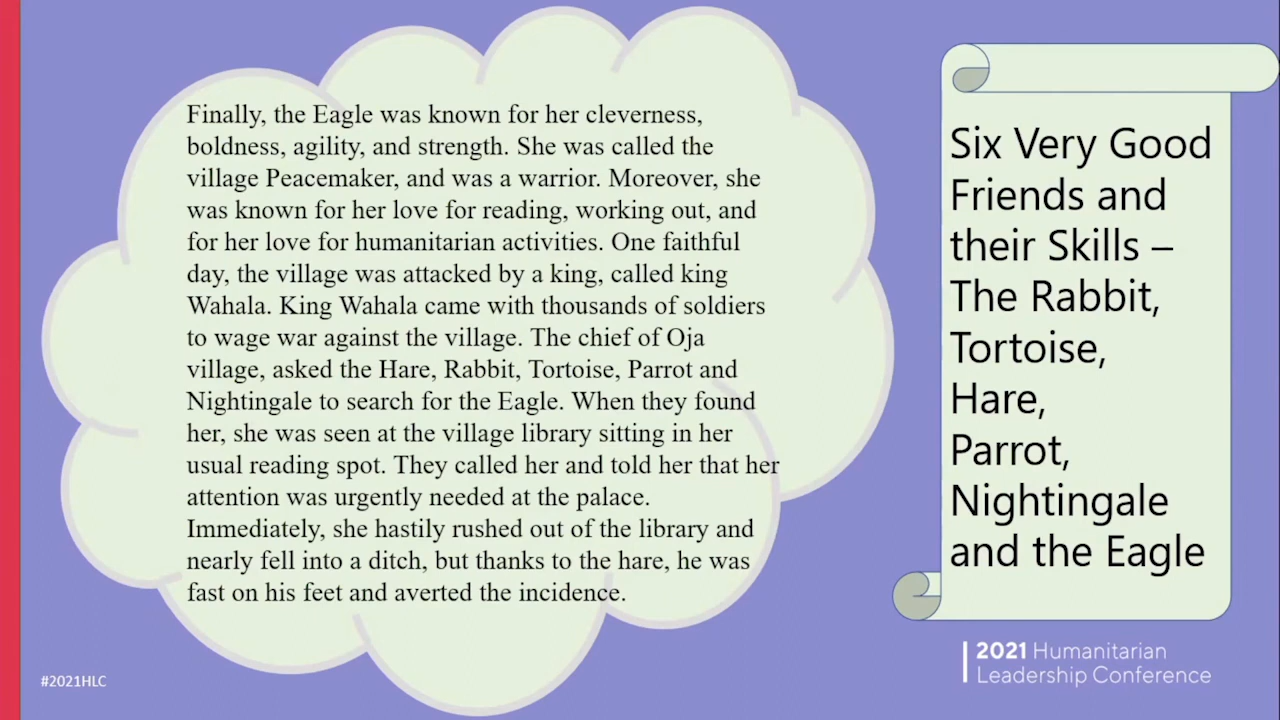 Finally, the Eagle was known for her cleverness,
boldness, agility, and strength. She was called the
village Peacemaker, and was a warrior. Moreover, she
was known for her love for reading, working out, and
for her love for humanitarian activities. One faithful
day, the village was attacked by a king, called king
Wahala. King Wahala came with thousands of soldiers
to wage war against the village. The chief of Oja
village, asked the Hare, Rabbit, Tortoise, Parrot and
Nightingale to search for the Eagle. When they found
her, she was seen at the village library sitting in her
usual reading spot. They called her and told her that her
attention was urgently needed at the palace.
Immediately, she hastily rushed out of the library and
nearly fell into a ditch, but thanks to the hare, he was
fast on his feet and averted the incidence.
Six Very Good
Friends and
their Skills –
The Rabbit,
Tortoise,
Hare,
Parrot,
Nightingale
and the Eagle
#2021HLC
2021 Humanitarian
Leadership Conference